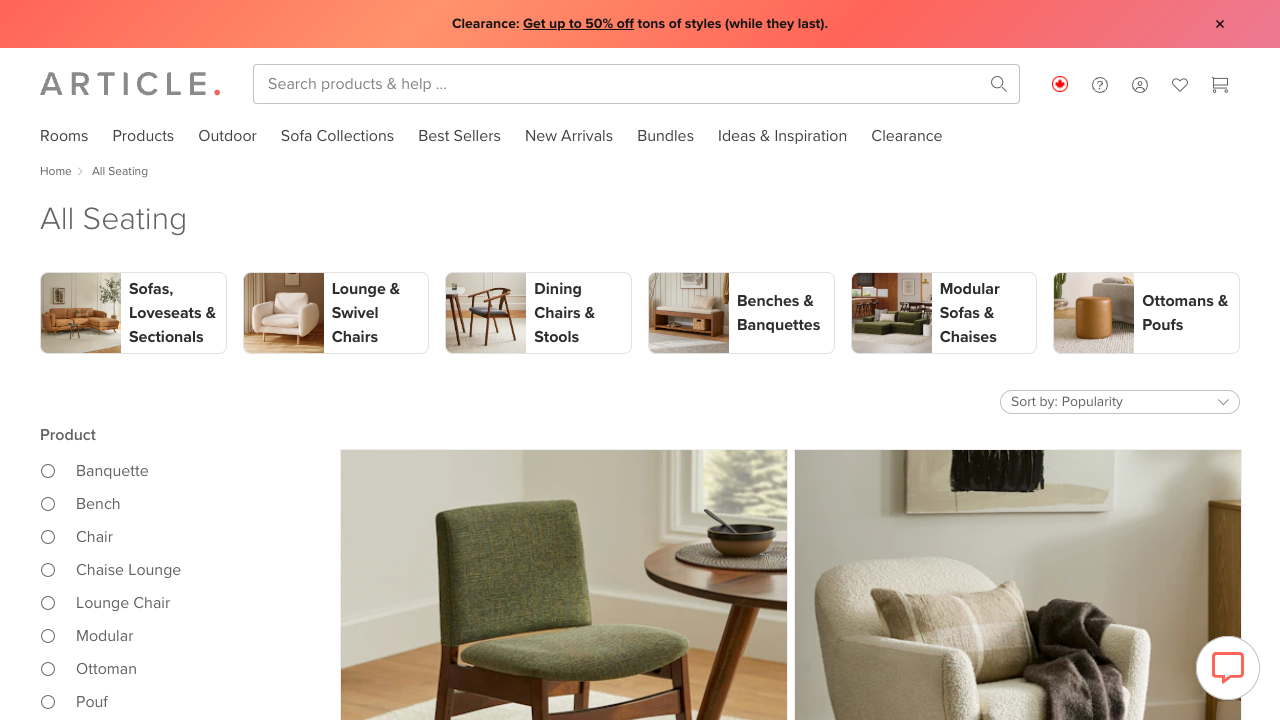 Clearance: Get up to 50% off tons of styles (while they last).
×
ARTICLE.
Search products & help ...
Rooms Products Outdoor Sofa Collections Best Sellers New Arrivals Bundles Ideas & Inspiration Clearance
Home > All Seating
All Seating
Sofas,
Loveseats &
Sectionals
Lounge &
Swivel
Chairs
Dining
Chairs &
Stools
Benches &
Banquettes
Modular
Sofas &
Chaises
Ottomans &
Poufs
Sort by: Popularity
Product
Banquette
Bench
Chair
Chaise Lounge
Lounge Chair
Modular
Ottoman
Pouf